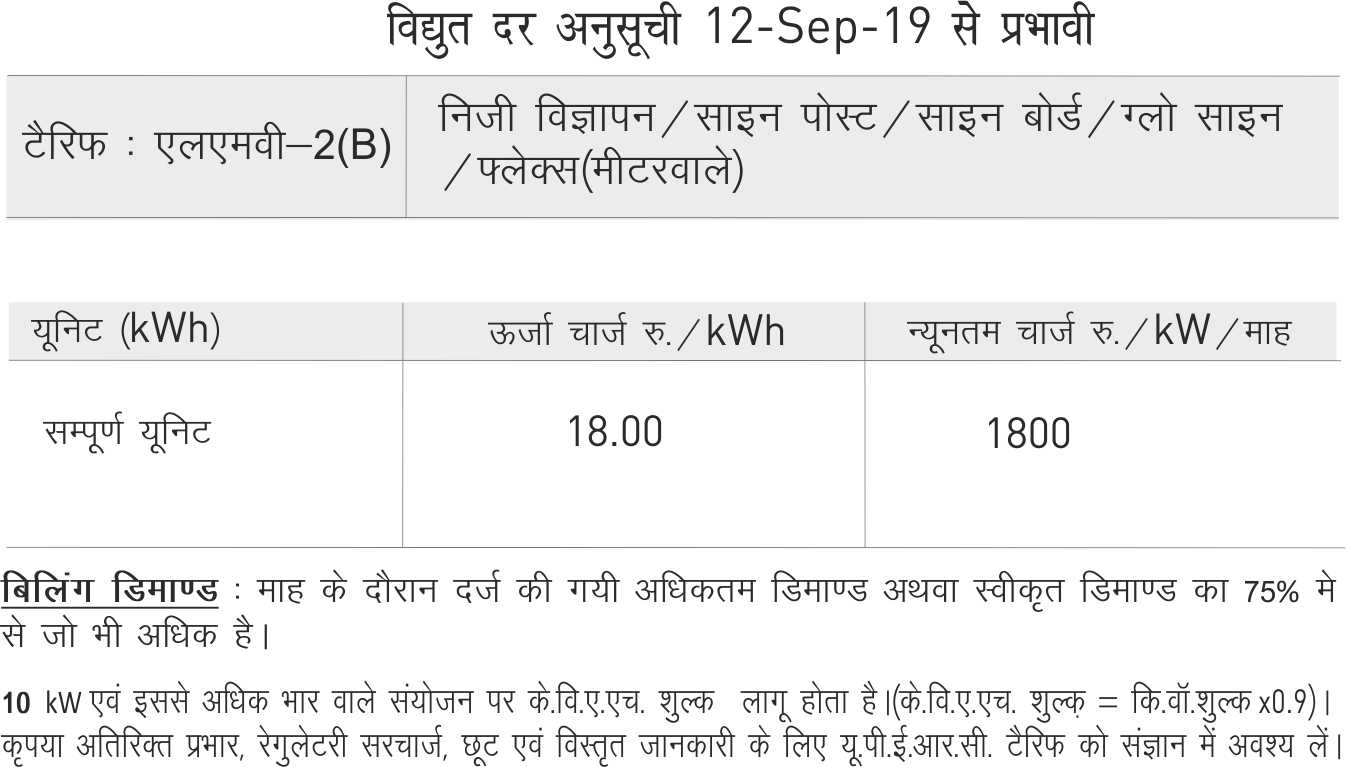 विद्युत दर अनुसूची 12-Sep-19 से प्रभावी
टैरिफ : एलएमवी–2(B)
निजी विज्ञापन/साइन पोस्ट/साइन बोर्ड/ग्लो साइन
/फ्लेक्स(मीटरवाले)
यूनिट (kWh) ऊर्जा चार्ज रु./kWh न्यूनतम चार्ज रु./kW/माह
सम्पूर्ण यूनिट 18.00 1800
बिलिंग डिमाण्ड : माह के दौरान दर्ज की गयी अधिकतम डिमाण्ड अथवा स्वीकृत डिमाण्ड का 75% मे
से जो भी अधिक है।
10 kW एवं इससे अधिक भार वाले संयोजन पर के.वि.ए.एच. शुल्क लागू होता है।(के.वि.ए.एच. शुल्क़ = कि.वॉ.शुल्क x0.9)।
कृपया अतिरिक्त प्रभार, रेगुलेटरी सरचार्ज, छूट एवं विस्तृत जानकारी के लिए यू.पी.ई.आर.सी. टैरिफ को संज्ञान में अवश्य लें।